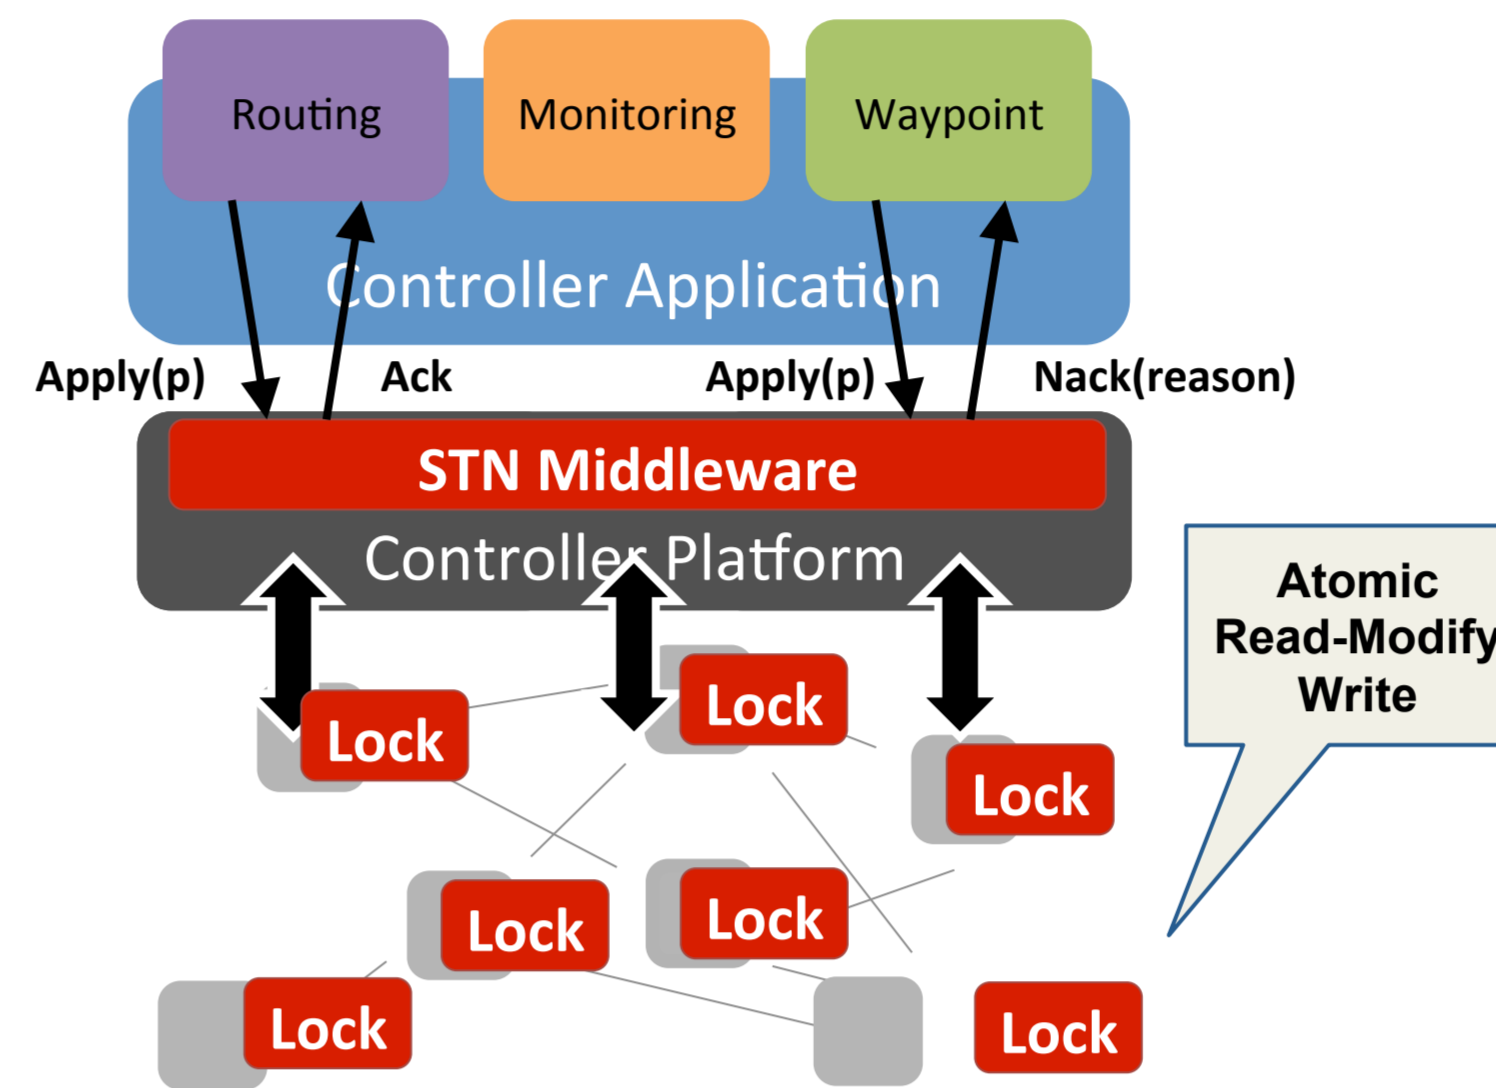 Routing
Monitoring
Waypoint
Controller Application
Apply(p)
Ack
Apply(p)
Nack(reason)
STN Middleware
Controller Platform
Atomic
Read-Modify
Write
Lock
Lock
Lock
Lock
Lock
Lock
Lock